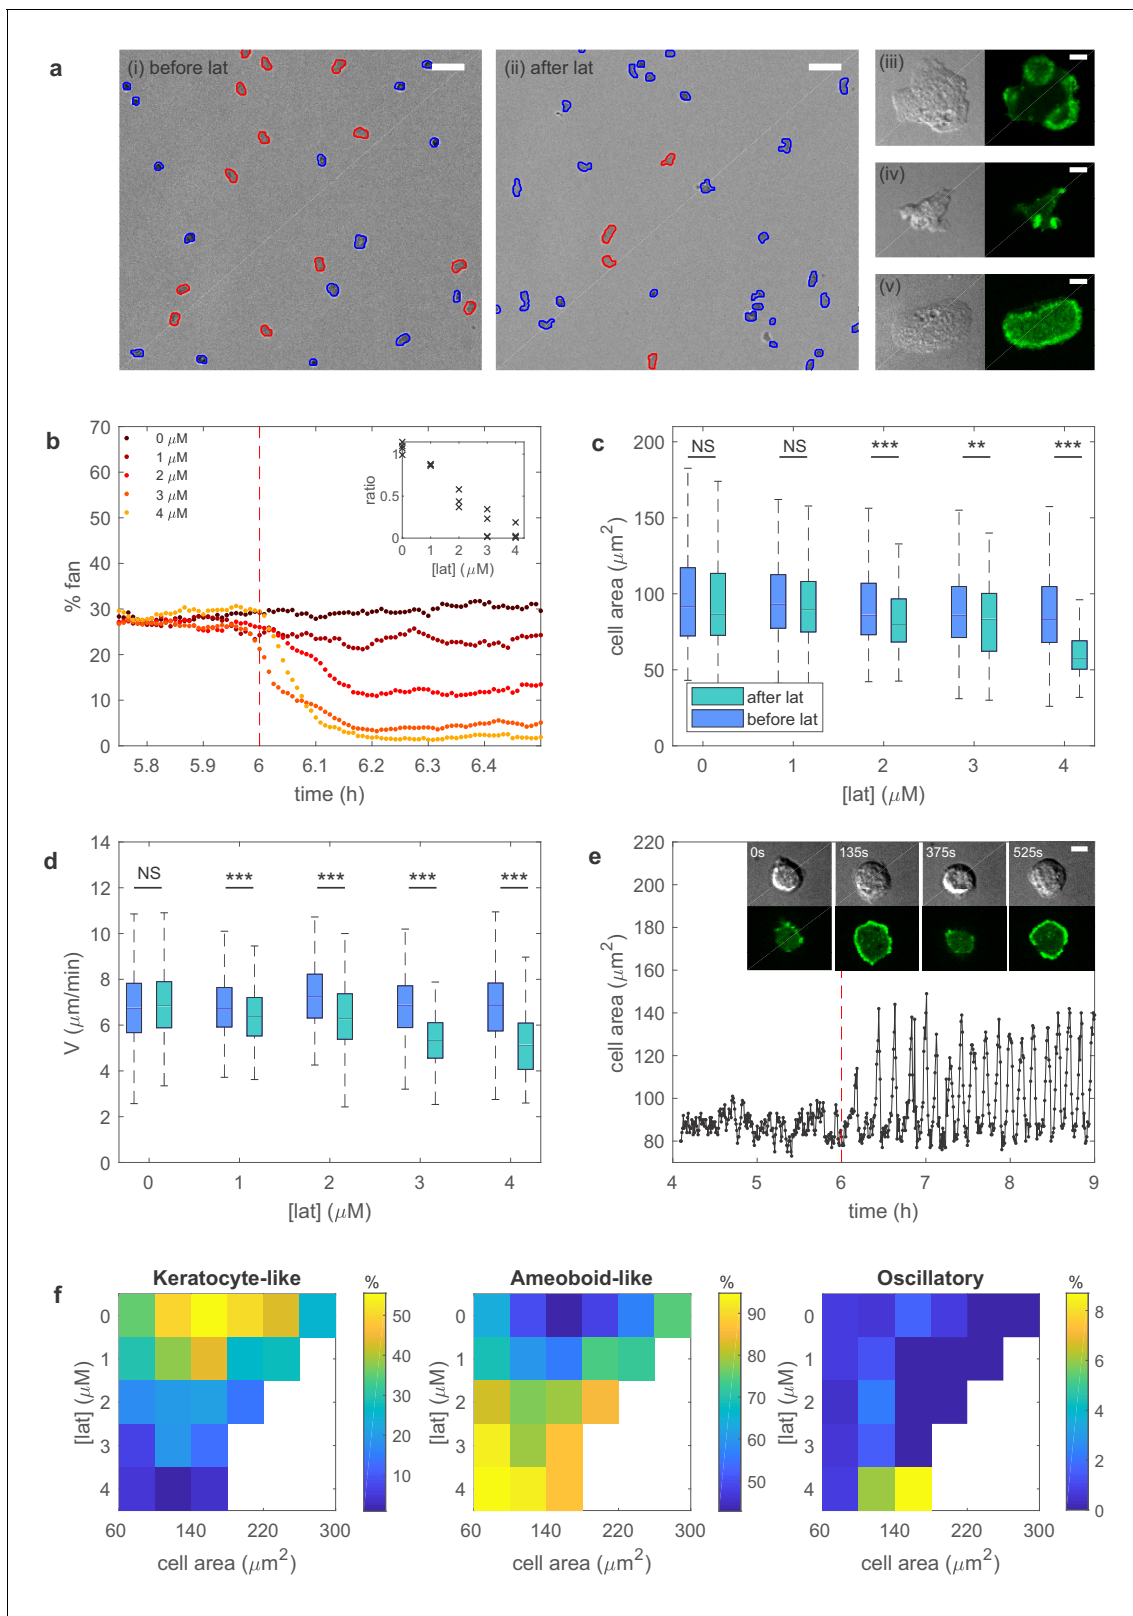 a
(i) before lat
(ii) after lat
(iii)
(iv)
(v)
b
70
60
50
40
30
20
10
0
% fan
5.8
5.9
6
6.1
6.2
6.3
6.4
time (h)
0 μM
1 μM
2 μM
3 μM
4 μM
ratio
1
0.5
0
0
1
2
3
4
[lat] (μM)
c
200
150
100
50
0
cell area (μm²)
NS
NS
***
**
***
after lat
before lat
0
1
2
3
4
[lat] (μM)
d
14
12
10
8
6
4
2
0
V (μm/min)
NS
***
***
***
***
0
1
2
3
4
[lat] (μM)
e
220
200
180
160
140
120
100
80
cell area (μm²)
0s
135s
375s
525s
4
5
6
7
8
9
time (h)
f
Keratocyte-like
%
50
40
30
20
10
0
1
2
3
4
[lat] (μM)
60
140
220
300
cell area (μm²)
Ameoboid-like
%
90
80
70
60
50
0
1
2
3
4
[lat] (μM)
60
140
220
300
cell area (μm²)
Oscillatory
%
8
6
4
2
0
0
1
2
3
4
[lat] (μM)
60
140
220
300
cell area (μm²)